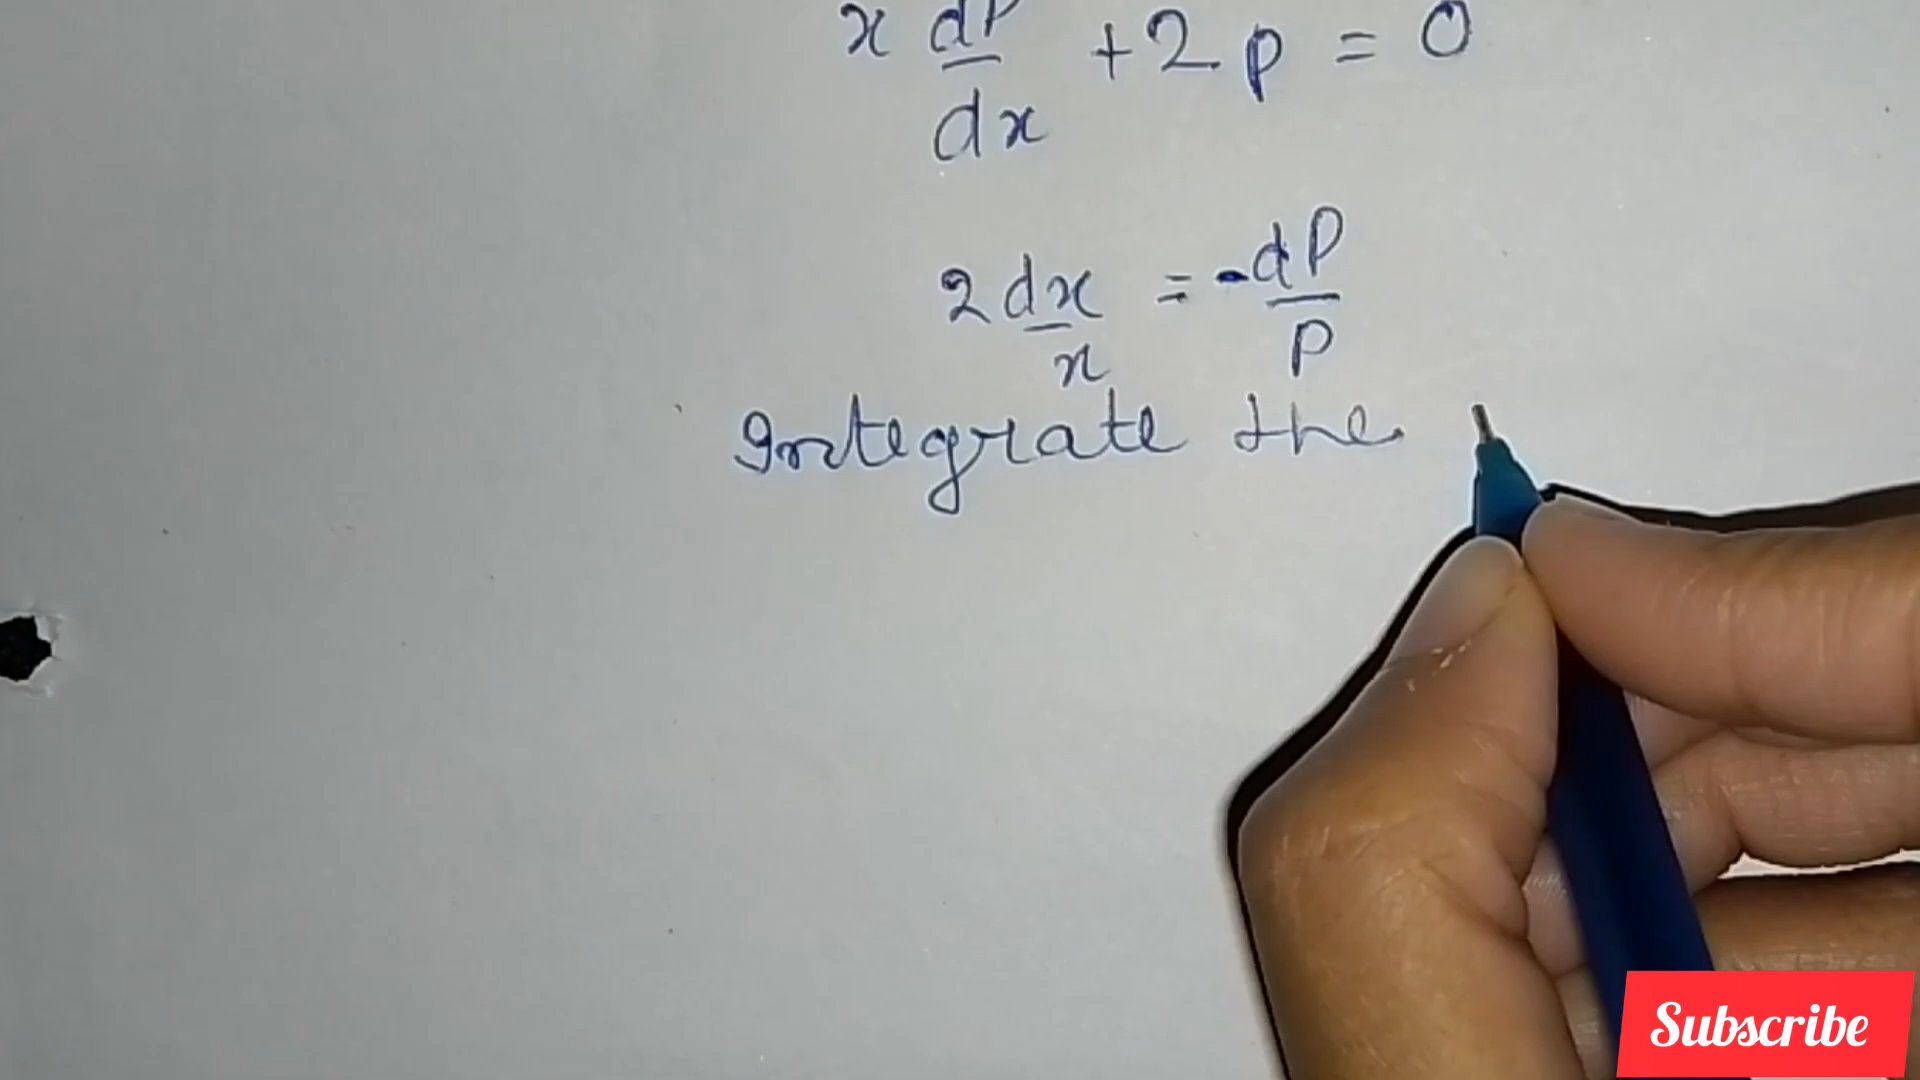 x dP/dx + 2p = 0
2dx/x = -dP/P
Integrate the
Subscribe